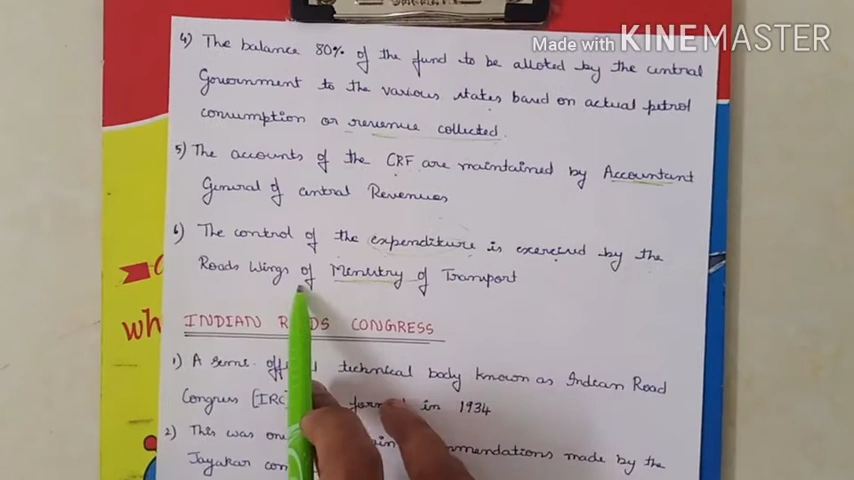 Made with KINEMASTER
4) The balance 80% of the fund to be alloted by the central
Government to the various states based on actual petrol
consumption or revenue collected
5) The accounts of the CRF are maintained by Accountant
General of central Revenues
6) The control of the expenditure is exercised by the
Roads Wings of Ministry of Transport
INDIAN ROADS CONGRESS
1) A semi technical body known as Indian Road
Congress [IRC in 1934
2) This was recommendations made by the
Jayakar